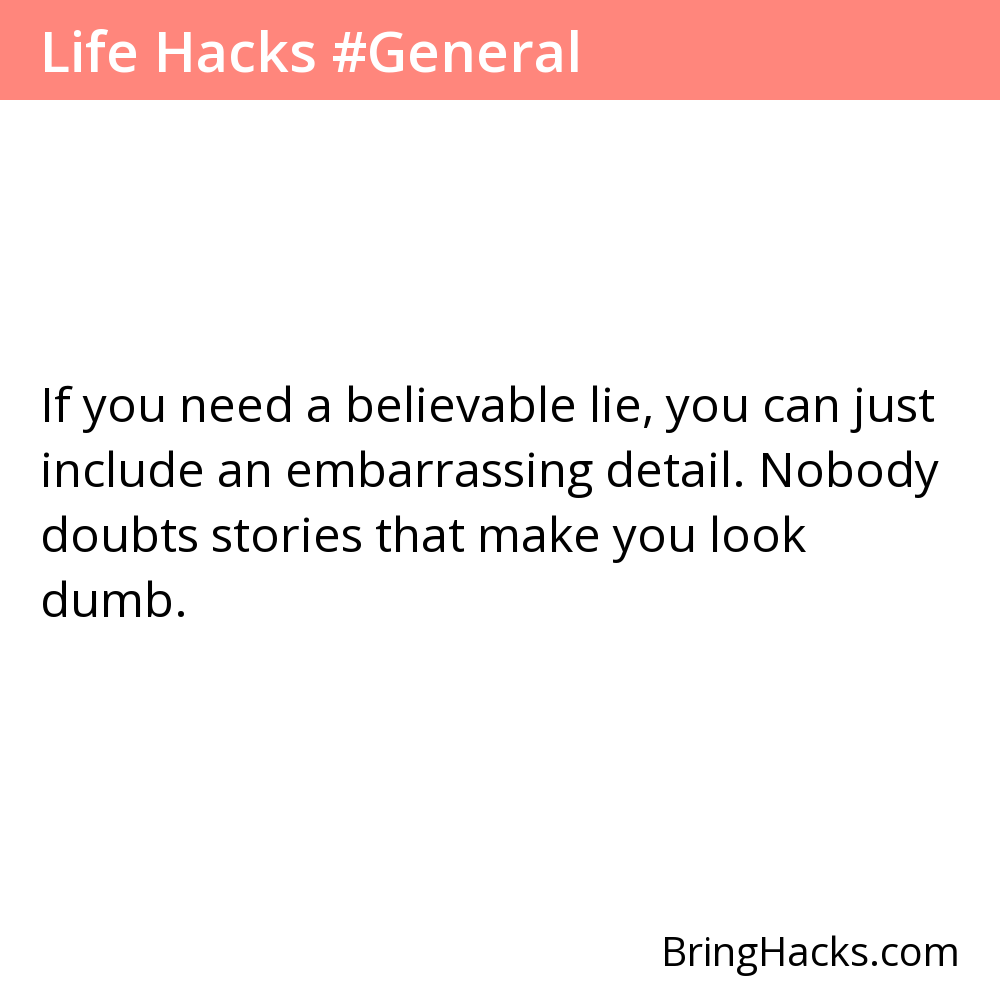 Life Hacks #General
If you need a believable lie, you can just
include an embarrassing detail. Nobody
doubts stories that make you look
dumb.
BringHacks.com